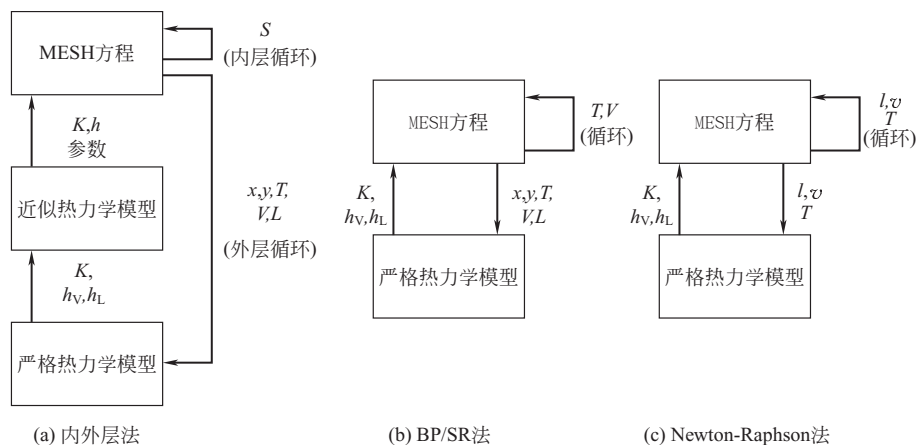 MESH方程
S
(内层循环)
K,h
参数
近似热力学模型
x,y,T,
V,L
(外层循环)
K,
hV,hL
严格热力学模型
(a) 内外层法
MESH方程
T,V
(循环)
K,
hV,hL
x,y,T,
V,L
严格热力学模型
(b) BP/SR法
MESH方程
l,v
T
(循环)
K,
hV,hL
l,v
T
严格热力学模型
(c) Newton-Raphson法